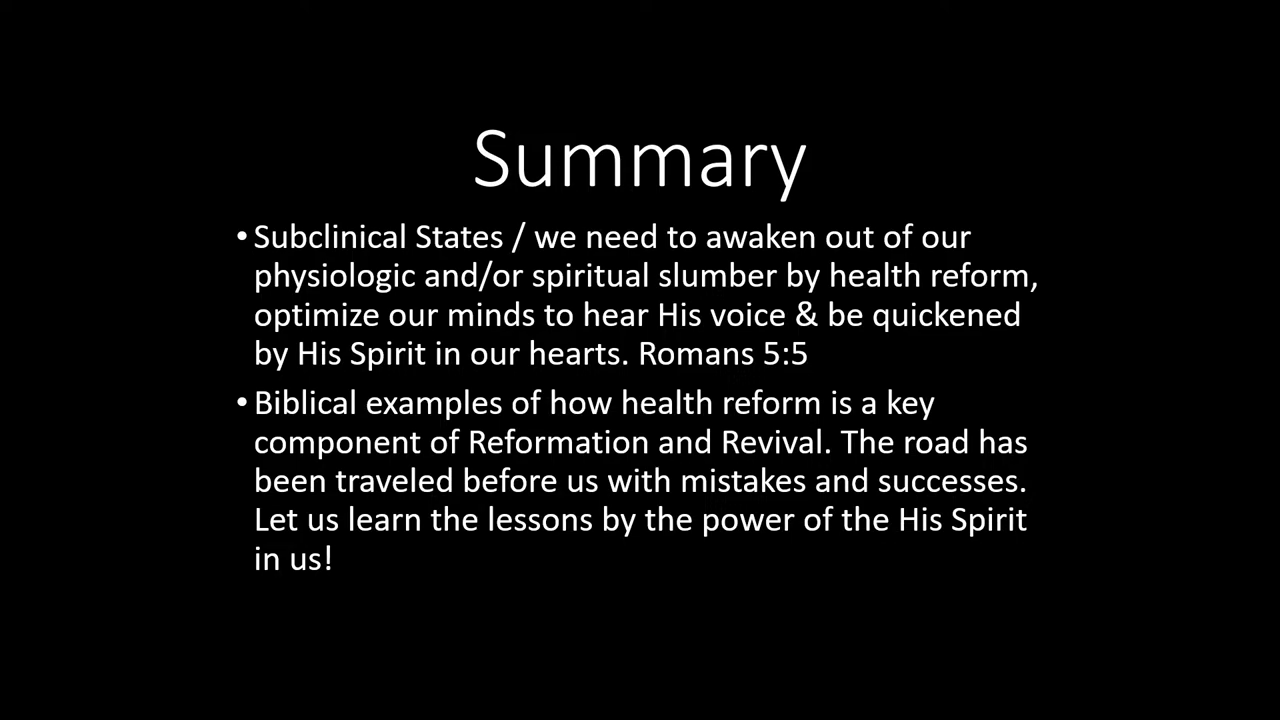 Summary
• Subclinical States / we need to awaken out of our
physiologic and/or spiritual slumber by health reform,
optimize our minds to hear His voice & be quickened
by His Spirit in our hearts. Romans 5:5
• Biblical examples of how health reform is a key
component of Reformation and Revival. The road has
been traveled before us with mistakes and successes.
Let us learn the lessons by the power of the His Spirit
in us!